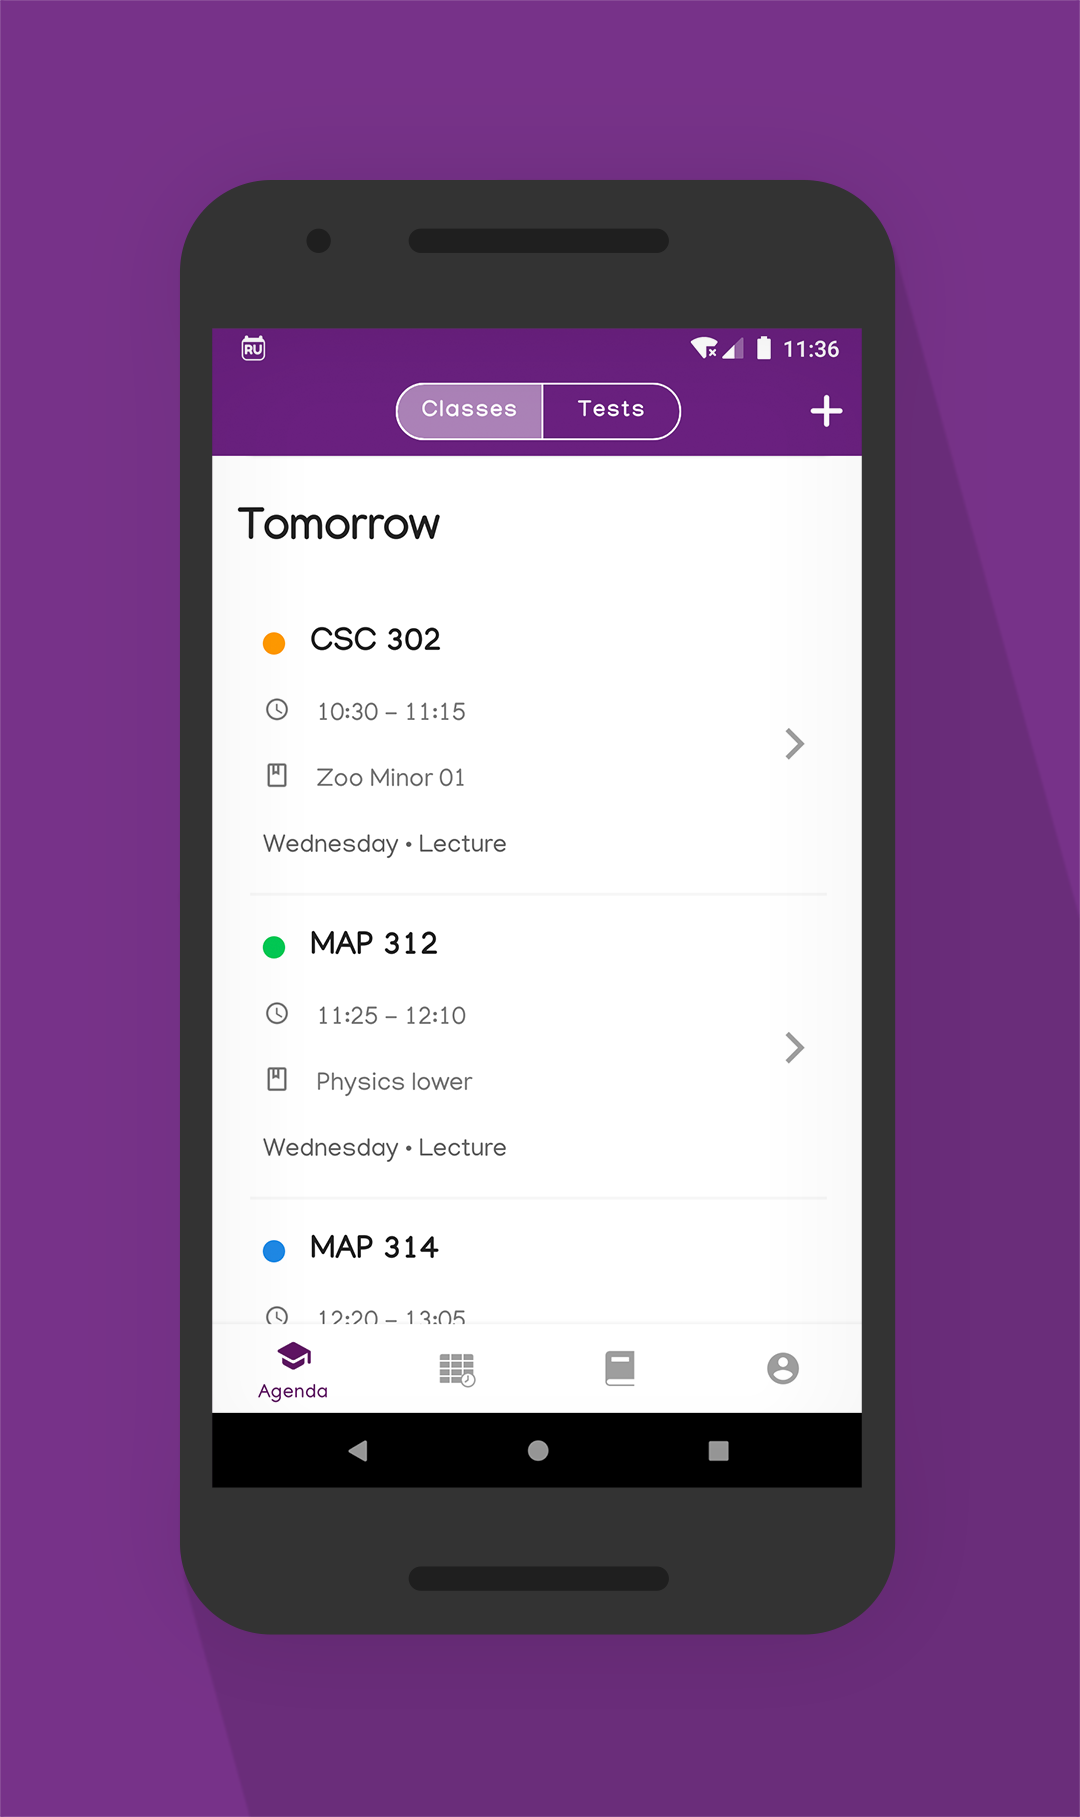 RU
11:36
Classes Tests
Tomorrow
CSC 302
10:30 – 11:15
Zoo Minor 01
Wednesday • Lecture
MAP 312
11:25 – 12:10
Physics lower
Wednesday • Lecture
MAP 314
12:20 – 13:05
Agenda